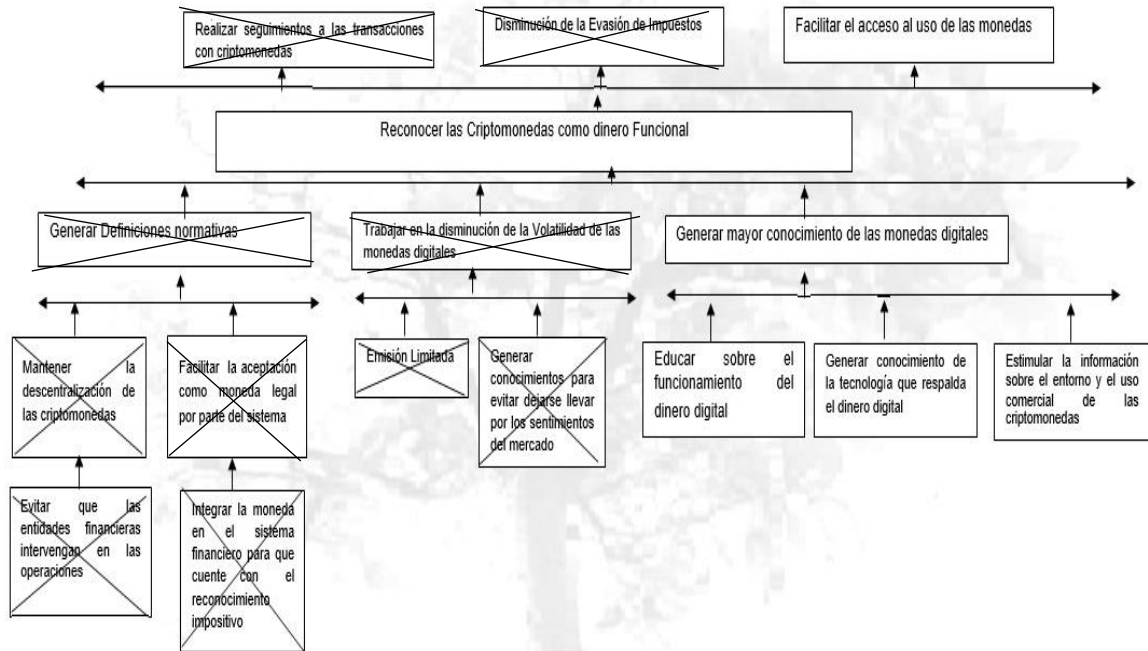 Realizar seguimientos a las transacciones
con criptomonedas
Disminución de la Evasión de Impuestos
Facilitar el acceso al uso de las monedas
Reconocer las Criptomonedas como dinero Funcional
Generar Definiciones normativas
Trabajar en la disminución de la Volatilidad de las
monedas digitales
Generar mayor conocimiento de las monedas digitales
Mantener la
descentralización de
las criptomonedas
Facilitar la aceptación
como moneda legal
por parte del sistema
Emisión Limitada
Generar
conocimientos para
evitar dejarse llevar
por los sentimientos
del mercado
Educar sobre el
funcionamiento del
dinero digital
Generar conocimiento de
la tecnología que respalda
el dinero digital
Estimular la información
sobre el entorno y el uso
comercial de las
criptomonedas
Evitar que las
entidades financieras
intervengan en las
operaciones
Integrar la moneda
en el sistema
financiero para que
cuente con el
reconocimiento
impositivo